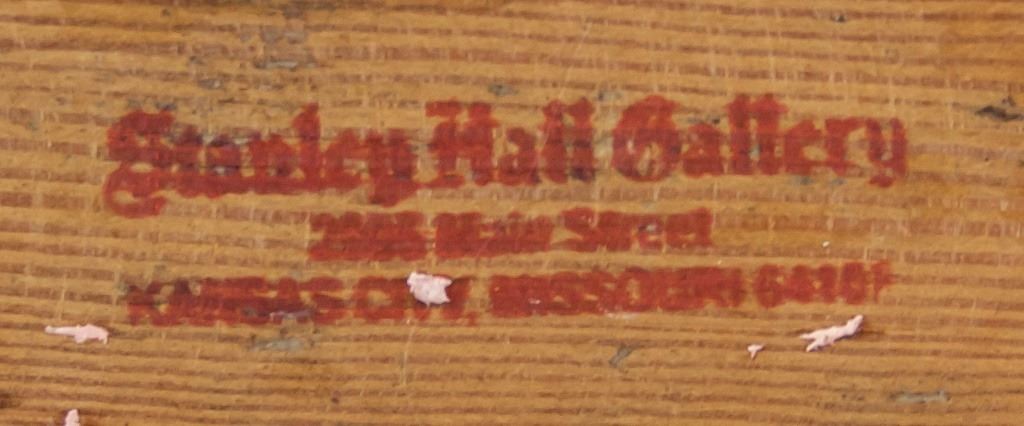 Stanley Hall Gallery
Main Street
KANSAS CITY, MISSOURI